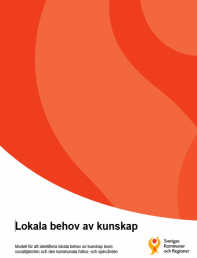 Lokala behov av kunskap
Modell för att identifiera lokala behov av kunskap inom
socialtjänsten och den kommunala hälso- och sjukvården
Sveriges
Kommuner
och Regioner